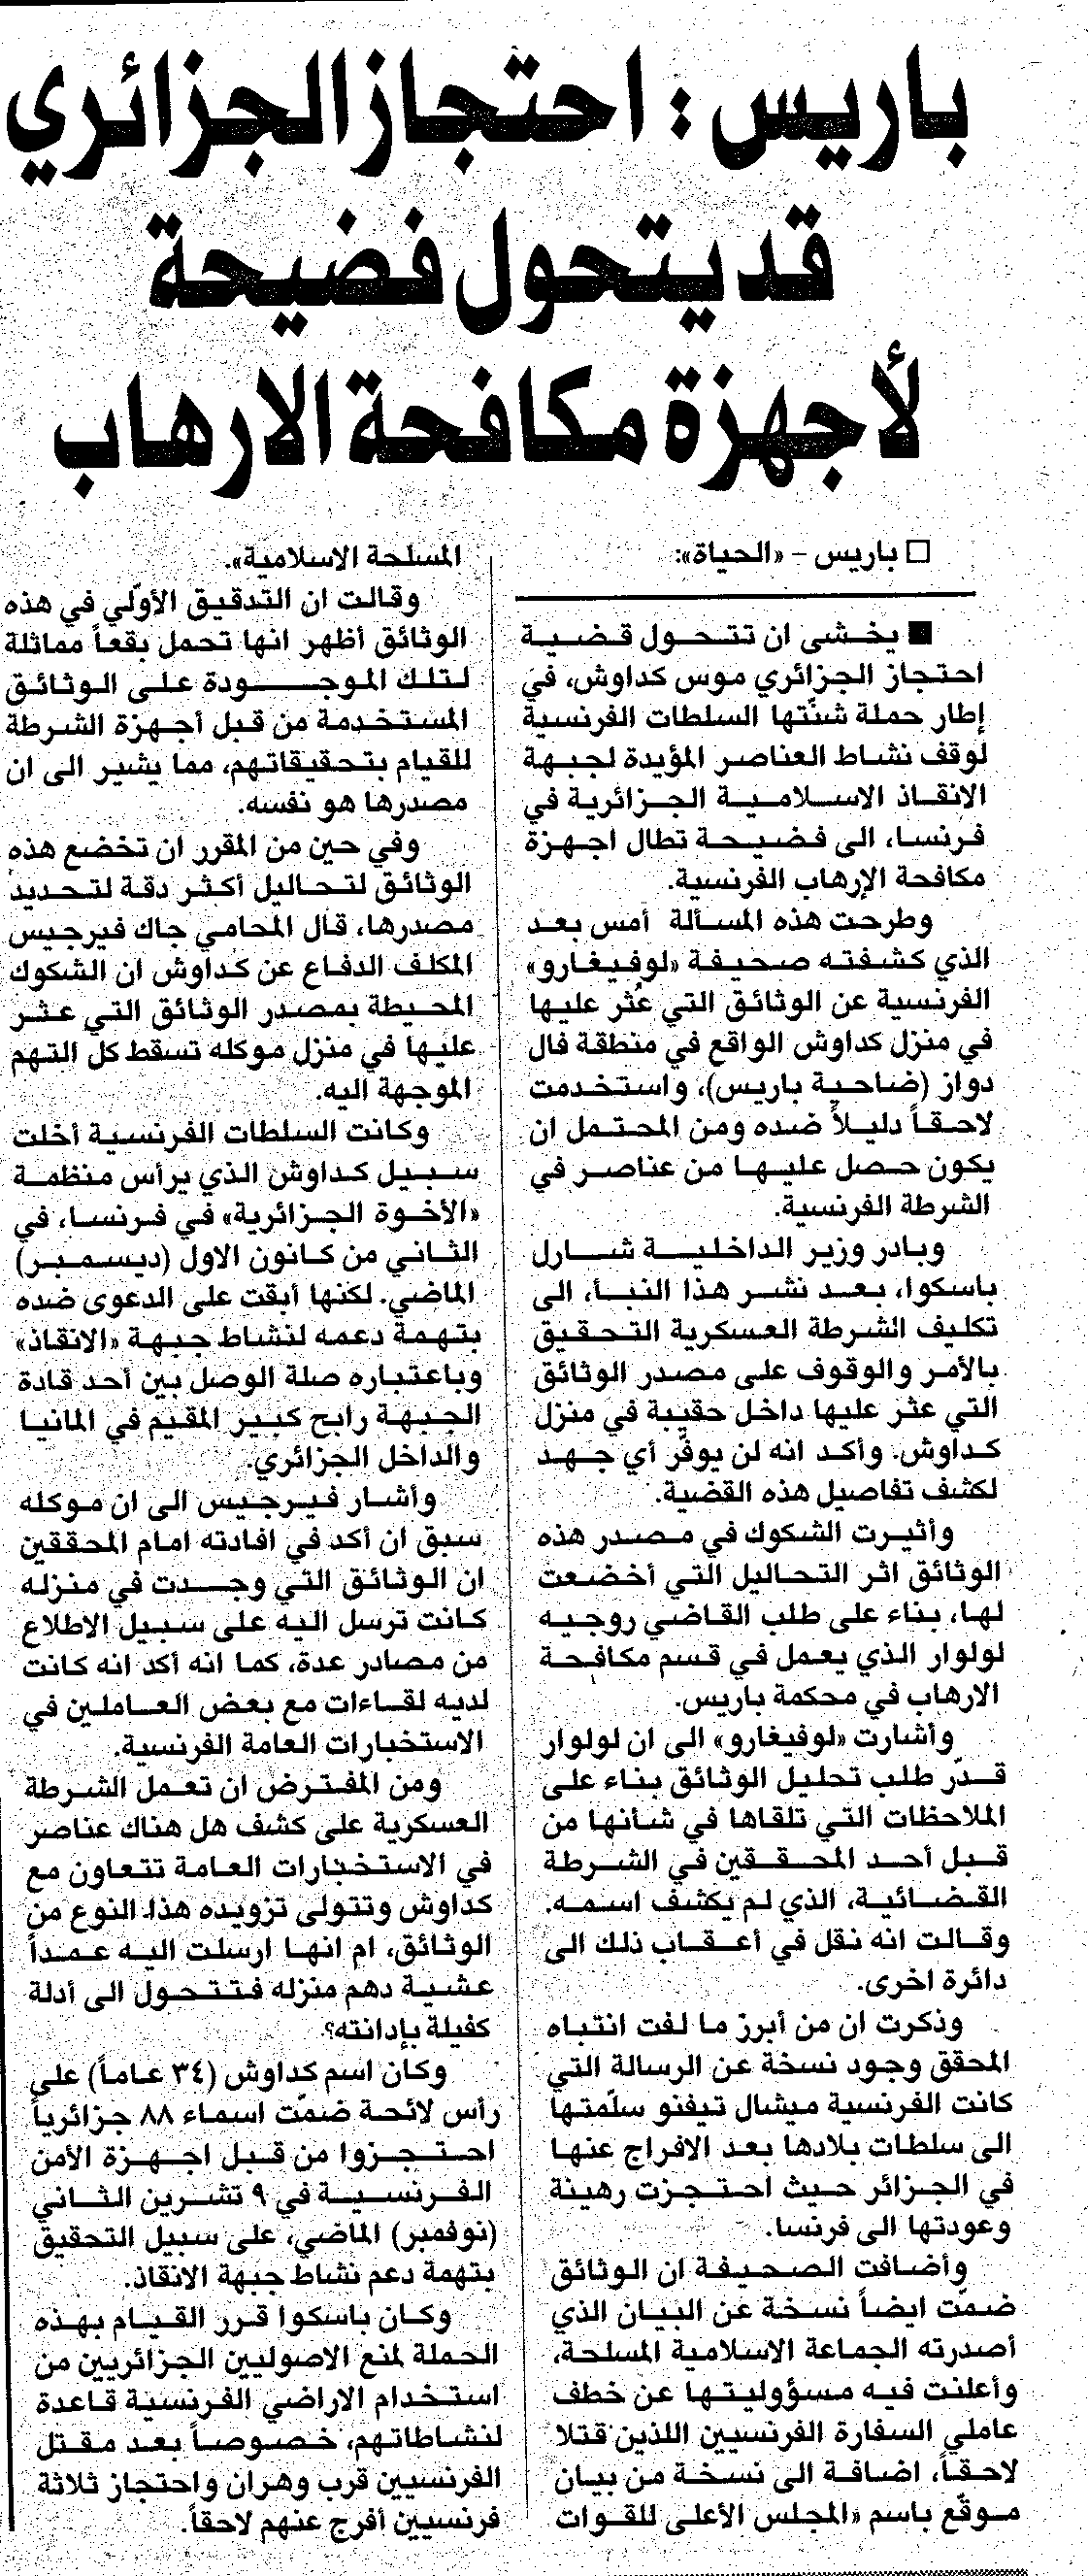 باريس : احتجاز الجزائري
قد يتحول فضيحة
لأجهزة مكافحة الارهاب
□ باريس – «الحياة»:
■ يخشى ان تتحول قضية
احتجاز الجزائري موس كداوش، في
إطار حملة شنّتها السلطات الفرنسية
لوقف نشاط العناصر المؤيدة لجبهة
الانقاذ الاسلامية الجزائرية في
فرنسا، الى فضيحة تطال اجهزة
مكافحة الإرهاب الفرنسية.
وطرحت هذه المسألة أمس بعد
الذي كشفته صحيفة «لوفيغارو»
الفرنسية عن الوثائق التي عُثر عليها
في منزل كداوش الواقع في منطقة فال
دواز (ضاحية باريس)، واستخدمت
لاحقاً دليلاً ضده ومن المحتمل ان
يكون حصل عليها من عناصر في
الشرطة الفرنسية.
وبادر وزير الداخلية شارل
باسكوا، بعد نشر هذا النبأ، الى
تكليف الشرطة العسكرية التحقيق
بالأمر والوقوف على مصدر الوثائق
التي عثر عليها داخل حقيبة في منزل
كداوش. وأكد انه لن يوفّر أي جهد
لكشف تفاصيل هذه القضية.
وأثيرت الشكوك في مصدر هذه
الوثائق اثر التحاليل التي أخضعت
لها، بناء على طلب القاضي روجيه
لولوار الذي يعمل في قسم مكافحة
الارهاب في محكمة باريس.
وأشارت «لوفيغارو» الى ان لولوار
قدّر طلب تحليل الوثائق بناء على
الملاحظات التي تلقاها في شأنها من
قبل أحد المحققين في الشرطة
القضائية، الذي لم يكشف اسمه.
وقالت انه نقل في أعقاب ذلك الى
دائرة اخرى.
وذكرت ان من أبرز ما لفت انتباه
المحقق وجود نسخة عن الرسالة التي
كانت الفرنسية ميشال تيفنو سلّمتها
الى سلطات بلادها بعد الافراج عنها
في الجزائر حيث احتجزت رهينة
وعودتها الى فرنسا.
وأضافت الصحيفة ان الوثائق
ضمّت ايضاً نسخة عن البيان الذي
أصدرته الجماعة الاسلامية المسلحة،
وأعلنت فيه مسؤوليتها عن خطف
عاملي السفارة الفرنسيين اللذين قتلا
لاحقاً، اضافة الى نسخة من بيان
موقّع باسم «المجلس الأعلى للقوات
المسلحة الاسلامية».
وقالت ان التدقيق الأوّلي في هذه
الوثائق أظهر انها تحمل بقعاً مماثلة
لتلك الموجودة على الوثائق
المستخدمة من قبل أجهزة الشرطة
للقيام بتحقيقاتهم، مما يشير الى ان
مصدرها هو نفسه.
وفي حين من المقرر ان تخضع هذه
الوثائق لتحاليل أكثر دقة لتحديد
مصدرها، قال المحامي جاك فيرجيس
المكلف الدفاع عن كداوش ان الشكوك
المحيطة بمصدر الوثائق التي عثر
عليها في منزل موكله تسقط كل التهم
الموجهة اليه.
وكانت السلطات الفرنسية أخلت
سبيل كداوش الذي يرأس منظمة
«الأخوة الجزائرية» في فرنسا، في
الثاني من كانون الاول (ديسمبر)
الماضي. لكنها أبقت على الدعوى ضده
بتهمة دعمه لنشاط جبهة «الانقاذ»
وباعتباره صلة الوصل بين أحد قادة
الجبهة رابح كبير المقيم في المانيا
والداخل الجزائري.
وأشار فيرجيس الى ان موكله
سبق ان أكد في افادته امام المحققين
ان الوثائق التي وجدت في منزله
كانت ترسل اليه على سبيل الاطلاع
من مصادر عدة، كما انه أكد انه كانت
لديه لقاءات مع بعض العاملين في
الاستخبارات العامة الفرنسية.
ومن المفترض ان تعمل الشرطة
العسكرية على كشف هل هناك عناصر
في الاستخبارات العامة تتعاون مع
كداوش وتتولى تزويده هذا النوع من
الوثائق، ام انها ارسلت اليه عمداً
عشية دهم منزله فتتحول الى أدلة
كفيلة بإدانته؟.
وكان اسم كداوش (٣٤ عاماً) على
رأس لائحة ضمّت اسماء ٨٨ جزائرياً
احتجزوا من قبل اجهزة الأمن
الفرنسية في ٩ تشرين الثاني
(نوفمبر) الماضي، على سبيل التحقيق
بتهمة دعم نشاط جبهة الانقاذ.
وكان باسكوا قرر القيام بهذه
الحملة لمنع الاصوليين الجزائريين من
استخدام الاراضي الفرنسية قاعدة
لنشاطاتهم، خصوصاً بعد مقتل
الفرنسيين قرب وهران واحتجاز ثلاثة
فرنسيين أفرج عنهم لاحقاً.